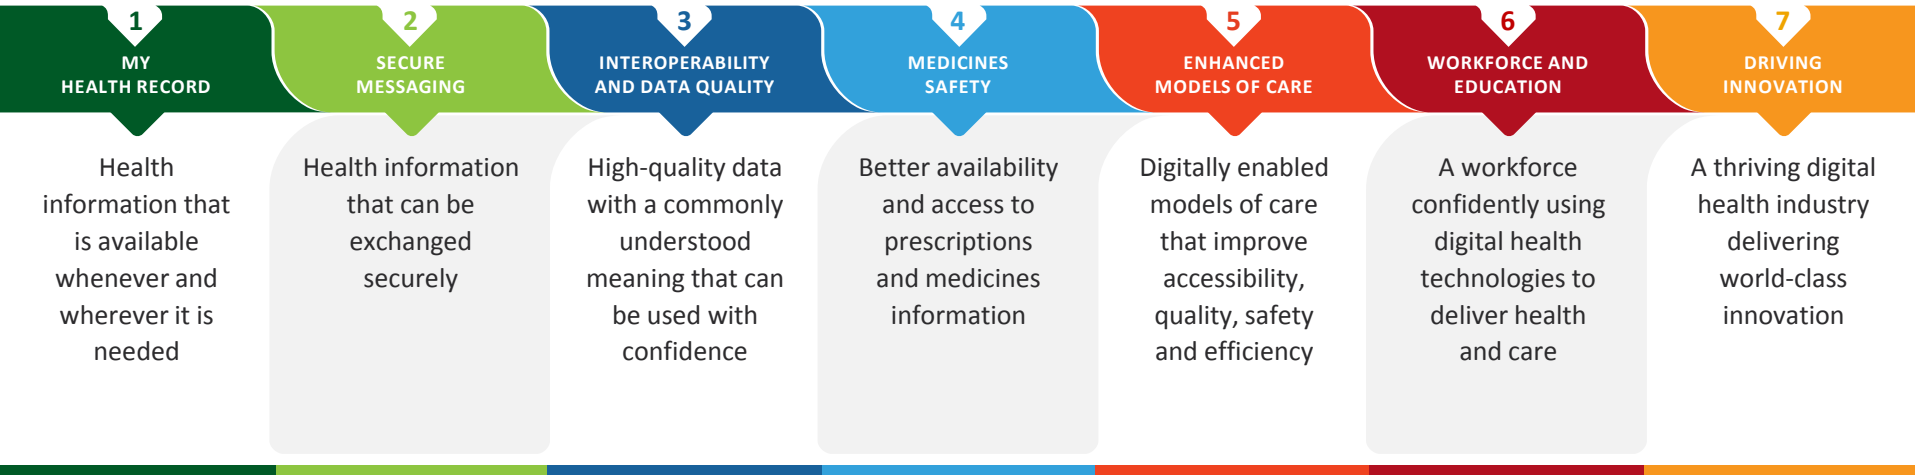 1
MY
HEALTH RECORD
Health
information that
is available
whenever and
wherever it is
needed
2
SECURE
MESSAGING
Health information
that can be
exchanged
securely
3
INTEROPERABILITY
AND DATA QUALITY
High-quality data
with a commonly
understood
meaning that can
be used with
confidence
4
MEDICINES
SAFETY
Better availability
and access to
prescriptions
and medicines
information
5
ENHANCED
MODELS OF CARE
Digitally enabled
models of care
that improve
accessibility,
quality, safety
and efficiency
6
WORKFORCE AND
EDUCATION
A workforce
confidently using
digital health
technologies to
deliver health
and care
7
DRIVING
INNOVATION
A thriving digital
health industry
delivering
world-class
innovation